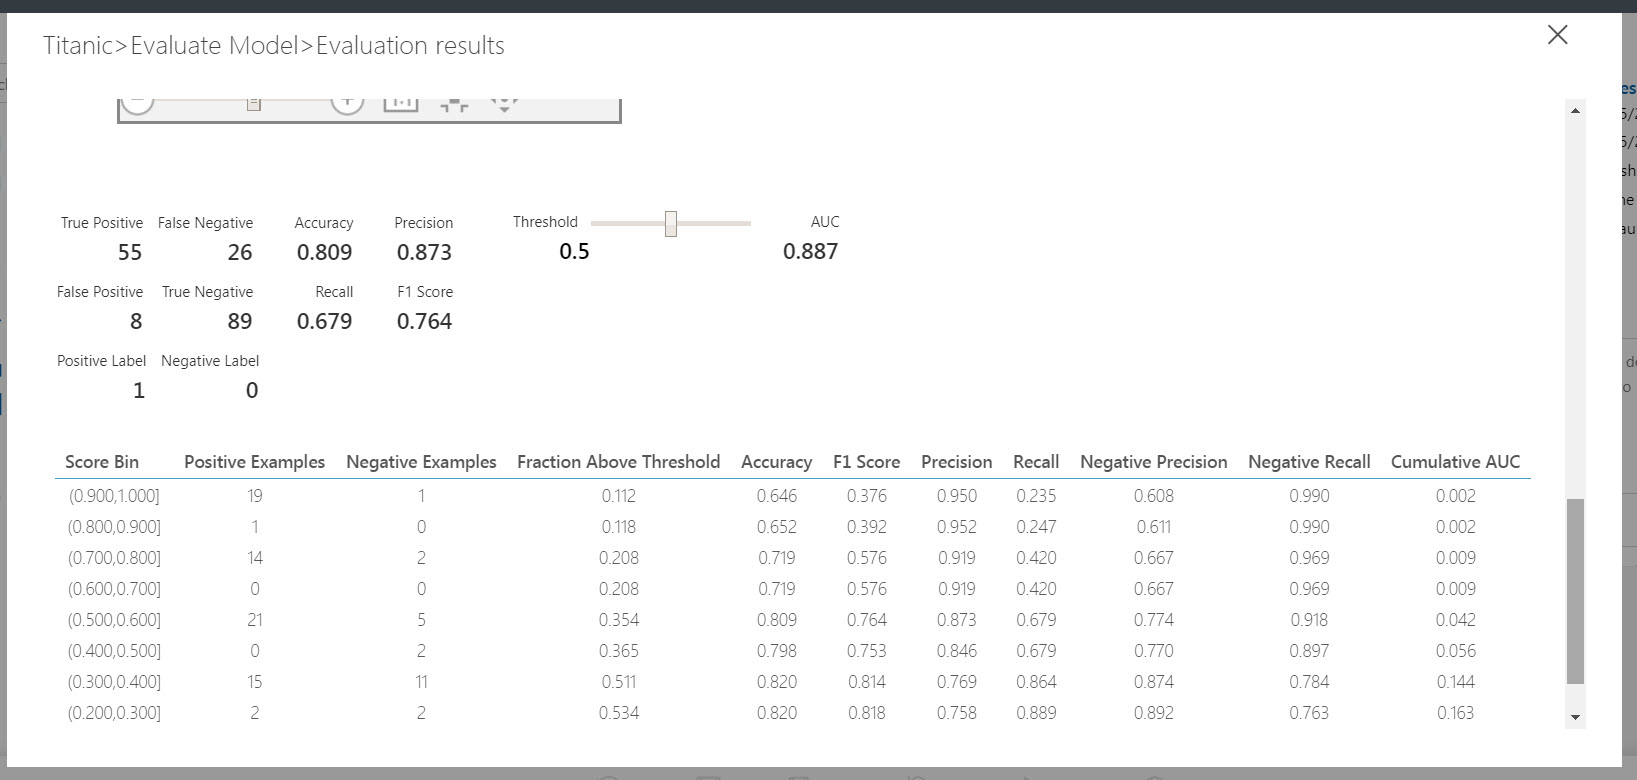 Titanic>Evaluate Model>Evaluation results
True Positive False Negative Accuracy Precision Threshold AUC
55 26 0.809 0.873 0.5 0.887
False Positive True Negative Recall F1 Score
8 89 0.679 0.764
Positive Label Negative Label
1 0
Score Bin Positive Examples Negative Examples Fraction Above Threshold Accuracy F1 Score Precision Recall Negative Precision Negative Recall Cumulative AUC
(0.900,1.000] 19 1 0.112 0.646 0.376 0.950 0.235 0.608 0.990 0.002
(0.800,0.900] 1 0 0.118 0.652 0.392 0.952 0.247 0.611 0.990 0.002
(0.700,0.800] 14 2 0.208 0.719 0.576 0.919 0.420 0.667 0.969 0.009
(0.600,0.700] 0 0 0.208 0.719 0.576 0.919 0.420 0.667 0.969 0.009
(0.500,0.600] 21 5 0.354 0.809 0.764 0.873 0.679 0.774 0.918 0.042
(0.400,0.500] 0 2 0.365 0.798 0.753 0.846 0.679 0.770 0.897 0.056
(0.300,0.400] 15 11 0.511 0.820 0.814 0.769 0.864 0.874 0.784 0.144
(0.200,0.300] 2 2 0.534 0.820 0.818 0.758 0.889 0.892 0.763 0.163